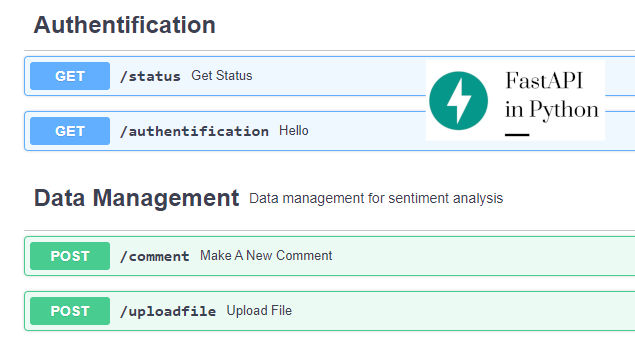 Authentification
GET /status Get Status
FastAPI
in Python
GET /authentification Hello
Data Management Data management for sentiment analysis
POST /comment Make A New Comment
POST /uploadfile Upload File